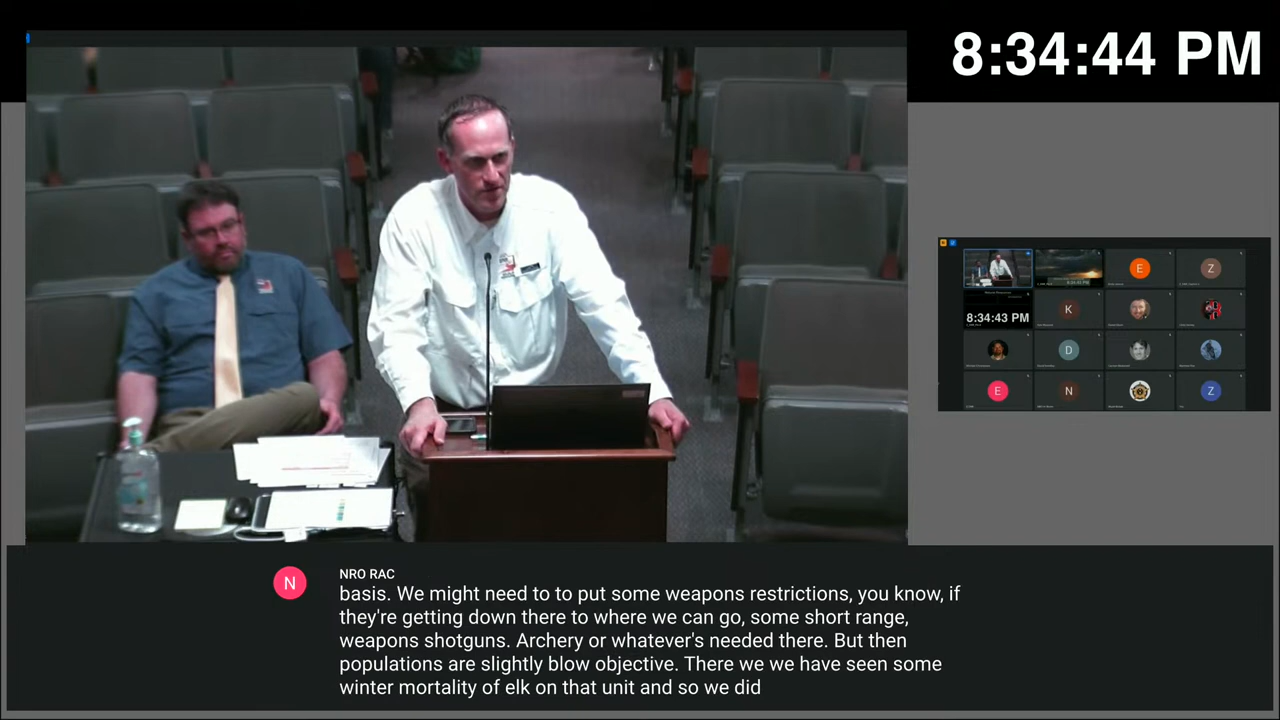 8:34:44 PM
E
Z
8:34:43 PM
K
D
E
N
Z
N
NRO RAC
basis. We might need to to put some weapons restrictions, you know, if
they're getting down there to where we can go, some short range,
weapons shotguns. Archery or whatever's needed there. But then
populations are slightly blow objective. There we we have seen some
winter mortality of elk on that unit and so we did